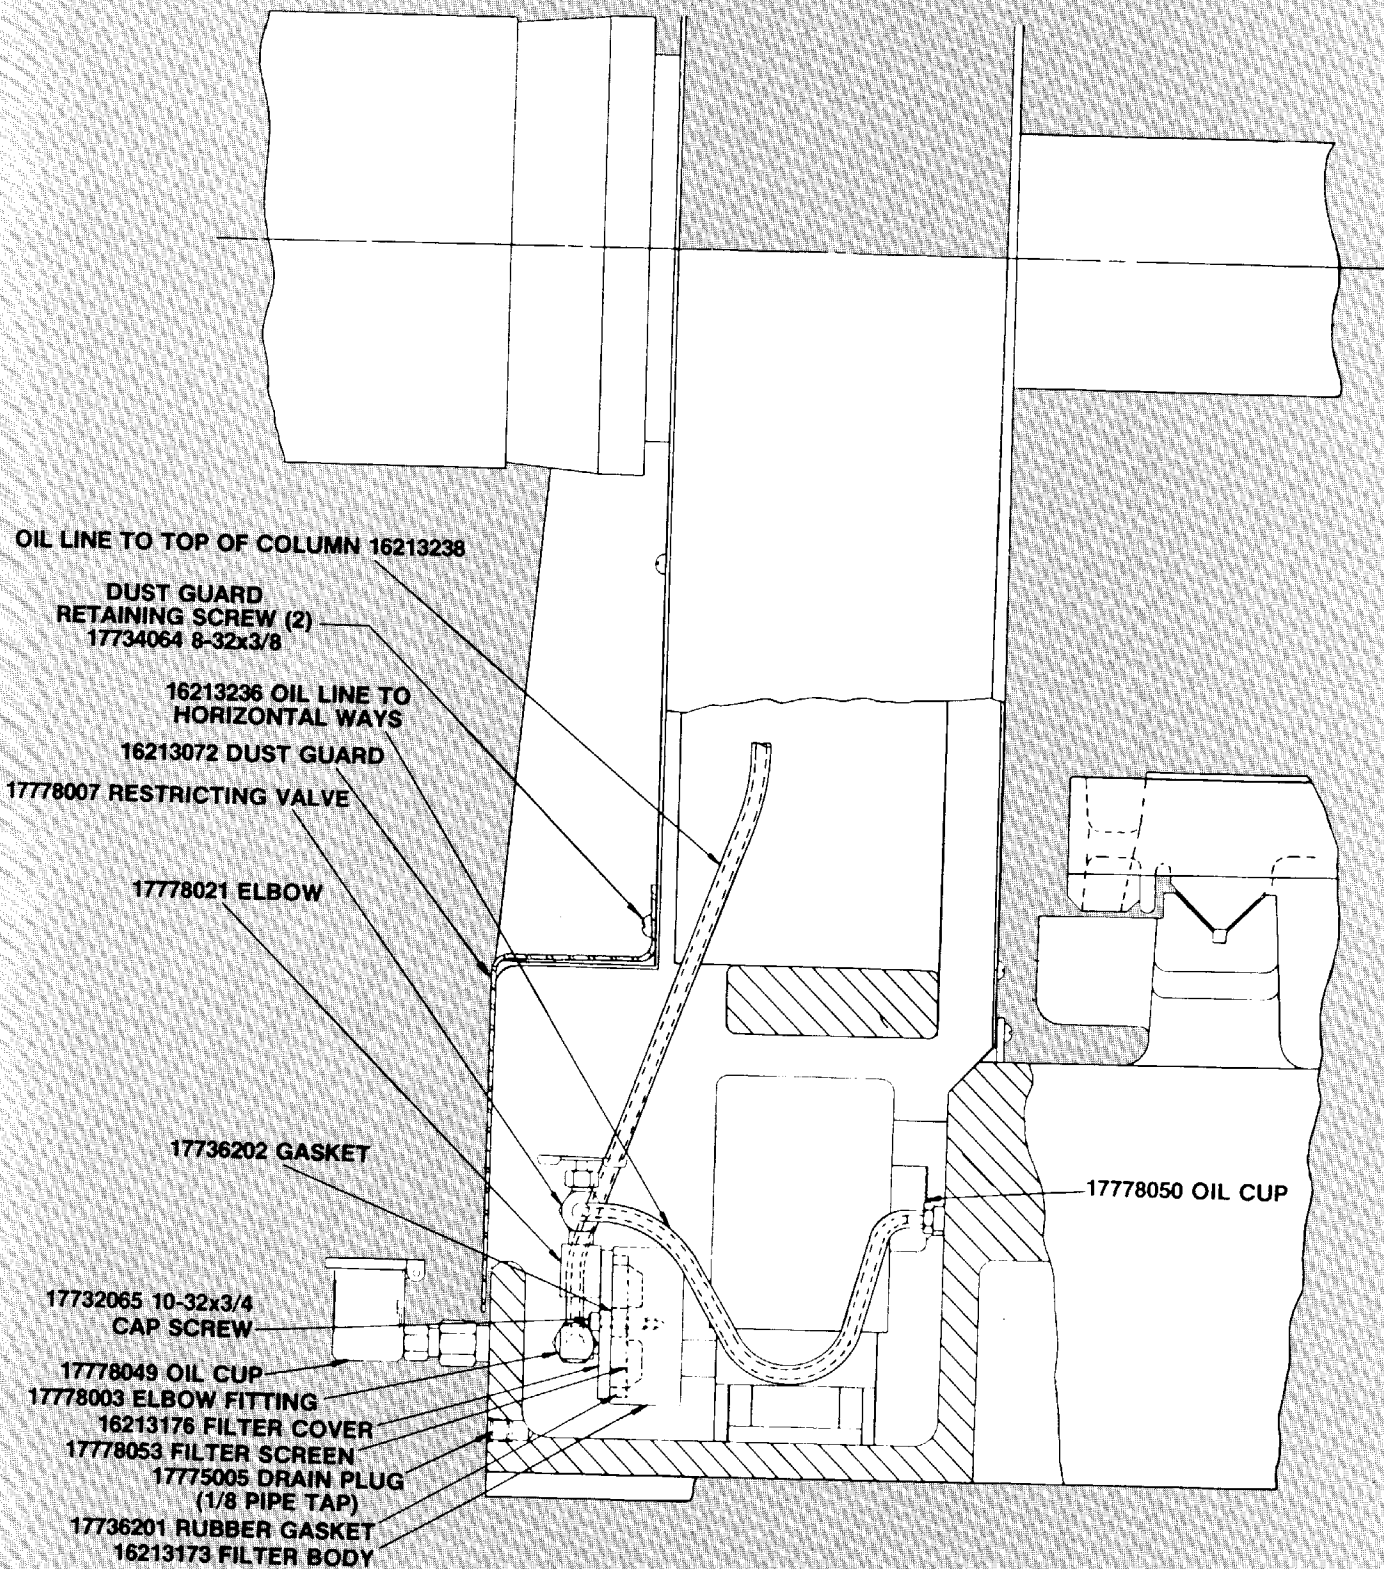 OIL LINE TO TOP OF COLUMN 16213238
DUST GUARD
RETAINING SCREW (2)
17734064 8-32x3/8
16213236 OIL LINE TO
HORIZONTAL WAYS
16213072 DUST GUARD
17778007 RESTRICTING VALVE
17778021 ELBOW
17736202 GASKET
17778050 OIL CUP
17732065 10-32x3/4
CAP SCREW
17778049 OIL CUP
17778003 ELBOW FITTING
16213176 FILTER COVER
17778053 FILTER SCREEN
17775005 DRAIN PLUG
(1/8 PIPE TAP)
17736201 RUBBER GASKET
16213173 FILTER BODY